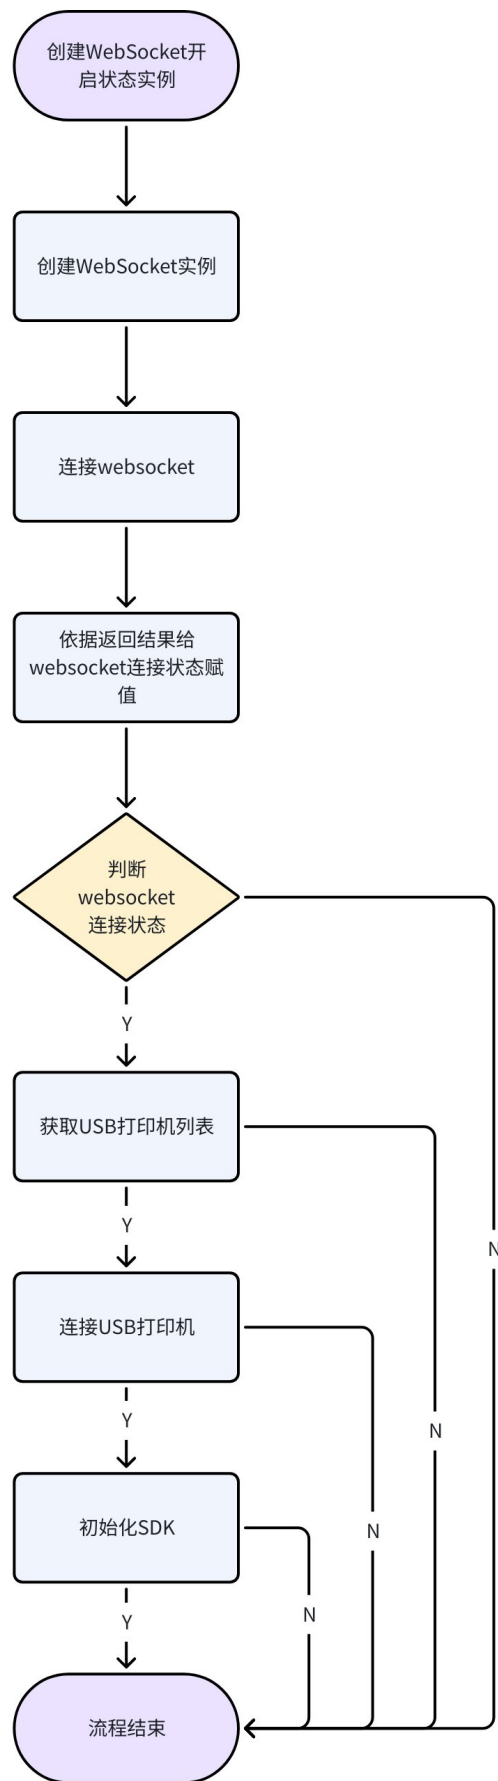 创建WebSocket开
启状态实例
创建WebSocket实例
连接websocket
依据返回结果给
websocket连接状态赋
值
判断
websocket
连接状态
Y
获取USB打印机列表
Y
N
连接USB打印机
Y
N
初始化SDK
N
Y
N
流程结束